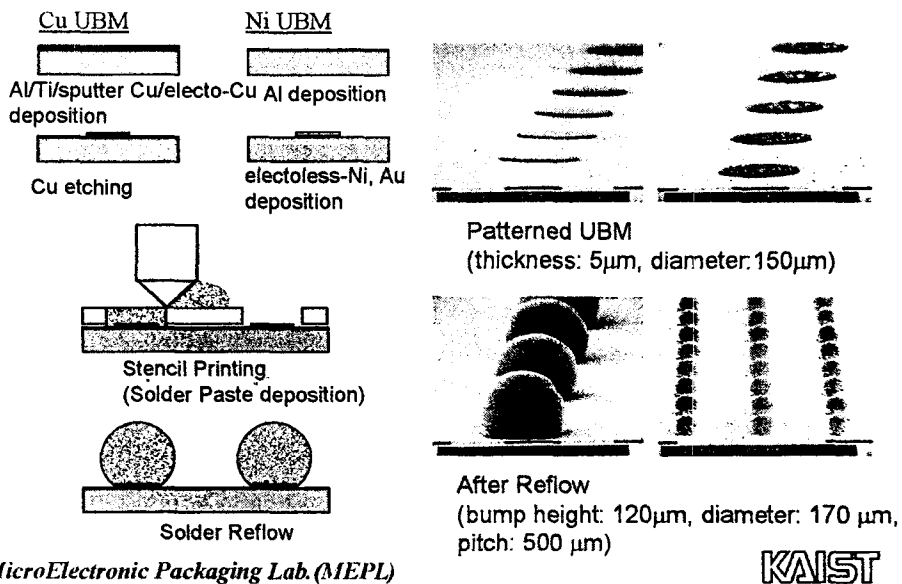 Cu UBM
Ni UBM
Al/Ti/sputter Cu/electo-Cu
deposition
Al deposition
Cu etching
electoless-Ni, Au
deposition
Stencil Printing
(Solder Paste deposition)
Solder Reflow
Patterned UBM
(thickness: 5μm, diameter:150μm)
After Reflow
(bump height: 120μm, diameter: 170 μm,
pitch: 500 μm)
MicroElectronic Packaging Lab. (MEPL)
KAIST